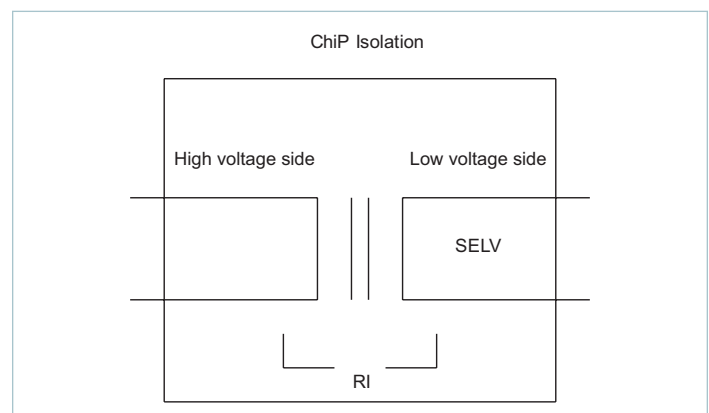 ChiP Isolation
High voltage side
Low voltage side
SELV
RI